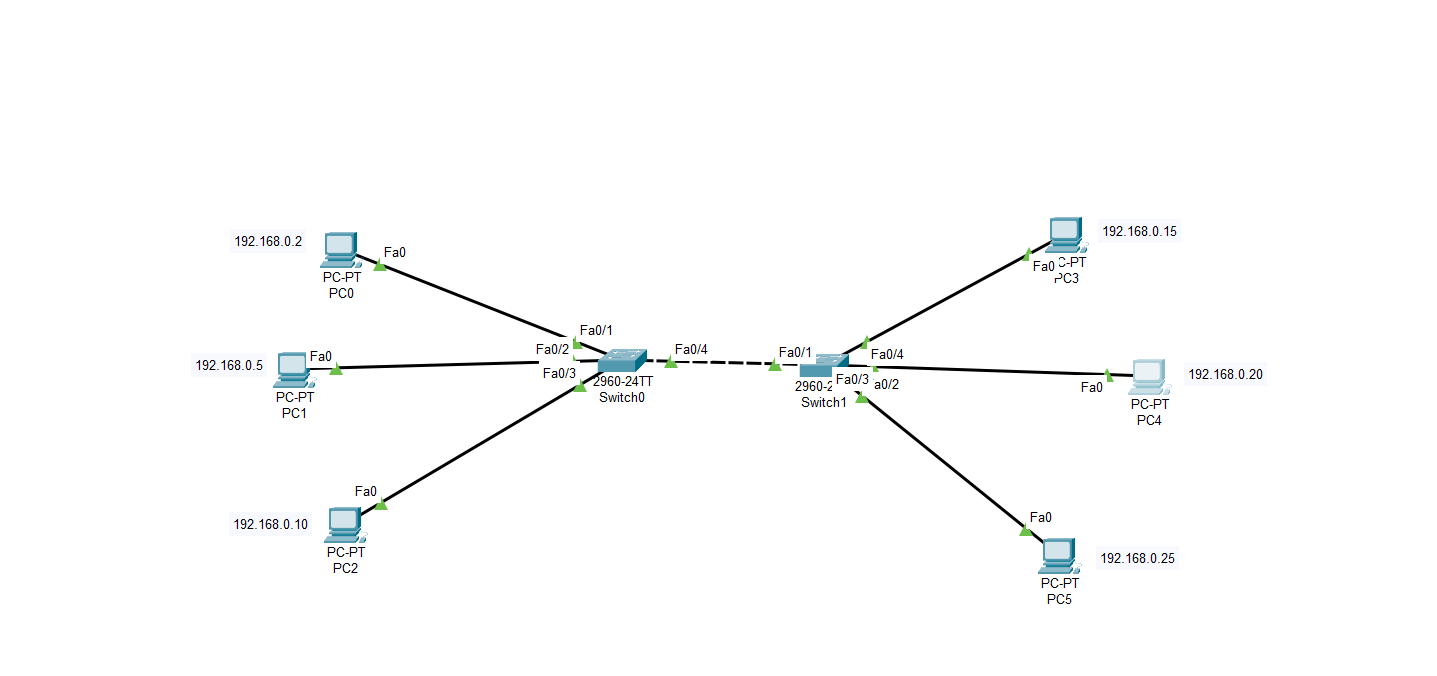 192.168.0.2
Fa0
PC-PT
PC0
192.168.0.5
Fa0
PC-PT
PC1
192.168.0.10
Fa0
PC-PT
PC2
Fa0/1
Fa0/2
Fa0/3
Fa0/4
2960-24TT
Switch0
Fa0/1
Fa0/4
Fa0/3
a0/2
2960-2
Switch1
192.168.0.15
Fa0
C-PT
PC3
192.168.0.20
Fa0
PC-PT
PC4
Fa0
192.168.0.25
PC-PT
PC5